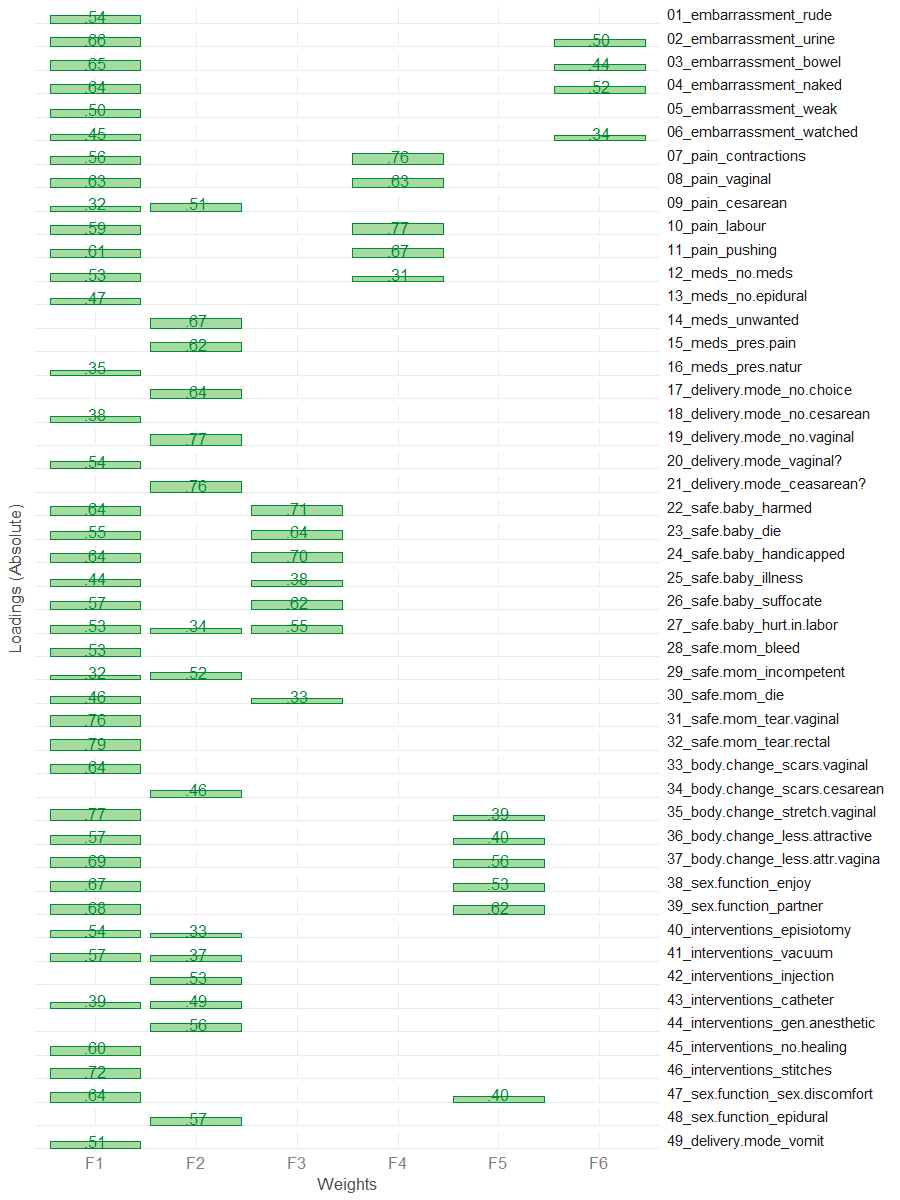 .54 01_embarrassment_rude
.66 .50 02_embarrassment_urine
.65 .44 03_embarrassment_bowel
.64 .52 04_embarrassment_naked
.50 05_embarrassment_weak
.45 .34 06_embarrassment_watched
.56 .76 07_pain_contractions
.63 .63 08_pain_vaginal
.32 .51 09_pain_cesarean
.59 .77 10_pain_labour
.61 .67 11_pain_pushing
.53 .31 12_meds_no.meds
.47 13_meds_no.epidural
.67 14_meds_unwanted
.62 15_meds_pres.pain
.35 16_meds_pres.natur
.64 17_delivery.mode_no.choice
.38 18_delivery.mode_no.cesarean
.77 19_delivery.mode_no.vaginal
.54 20_delivery.mode_vaginal?
.76 21_delivery.mode_ceasarean?
.64 .71 22_safe.baby_harmed
.55 .64 23_safe.baby_die
.64 .70 24_safe.baby_handicapped
.44 .38 25_safe.baby_illness
.57 .62 26_safe.baby_suffocate
.53 .34 .55 27_safe.baby_hurt.in.labor
.53 28_safe.mom_bleed
.32 .52 29_safe.mom_incompetent
.46 .33 30_safe.mom_die
.76 31_safe.mom_tear.vaginal
.79 32_safe.mom_tear.rectal
.64 33_body.change_scars.vaginal
.46 34_body.change_scars.cesarean
.77 .39 35_body.change_stretch.vaginal
.57 .40 36_body.change_less.attractive
.69 .56 37_body.change_less.attr.vagina
.67 .53 38_sex.function_enjoy
.68 .62 39_sex.function_partner
.54 .33 40_interventions_episiotomy
.57 .37 41_interventions_vacuum
.53 42_interventions_injection
.39 .49 43_interventions_catheter
.56 44_interventions_gen.anesthetic
.60 45_interventions_no.healing
.72 46_interventions_stitches
.64 .40 47_sex.function_sex.discomfort
.57 48_sex.function_epidural
.51 49_delivery.mode_vomit
Loadings (Absolute)
F1 F2 F3 F4 F5 F6
Weights